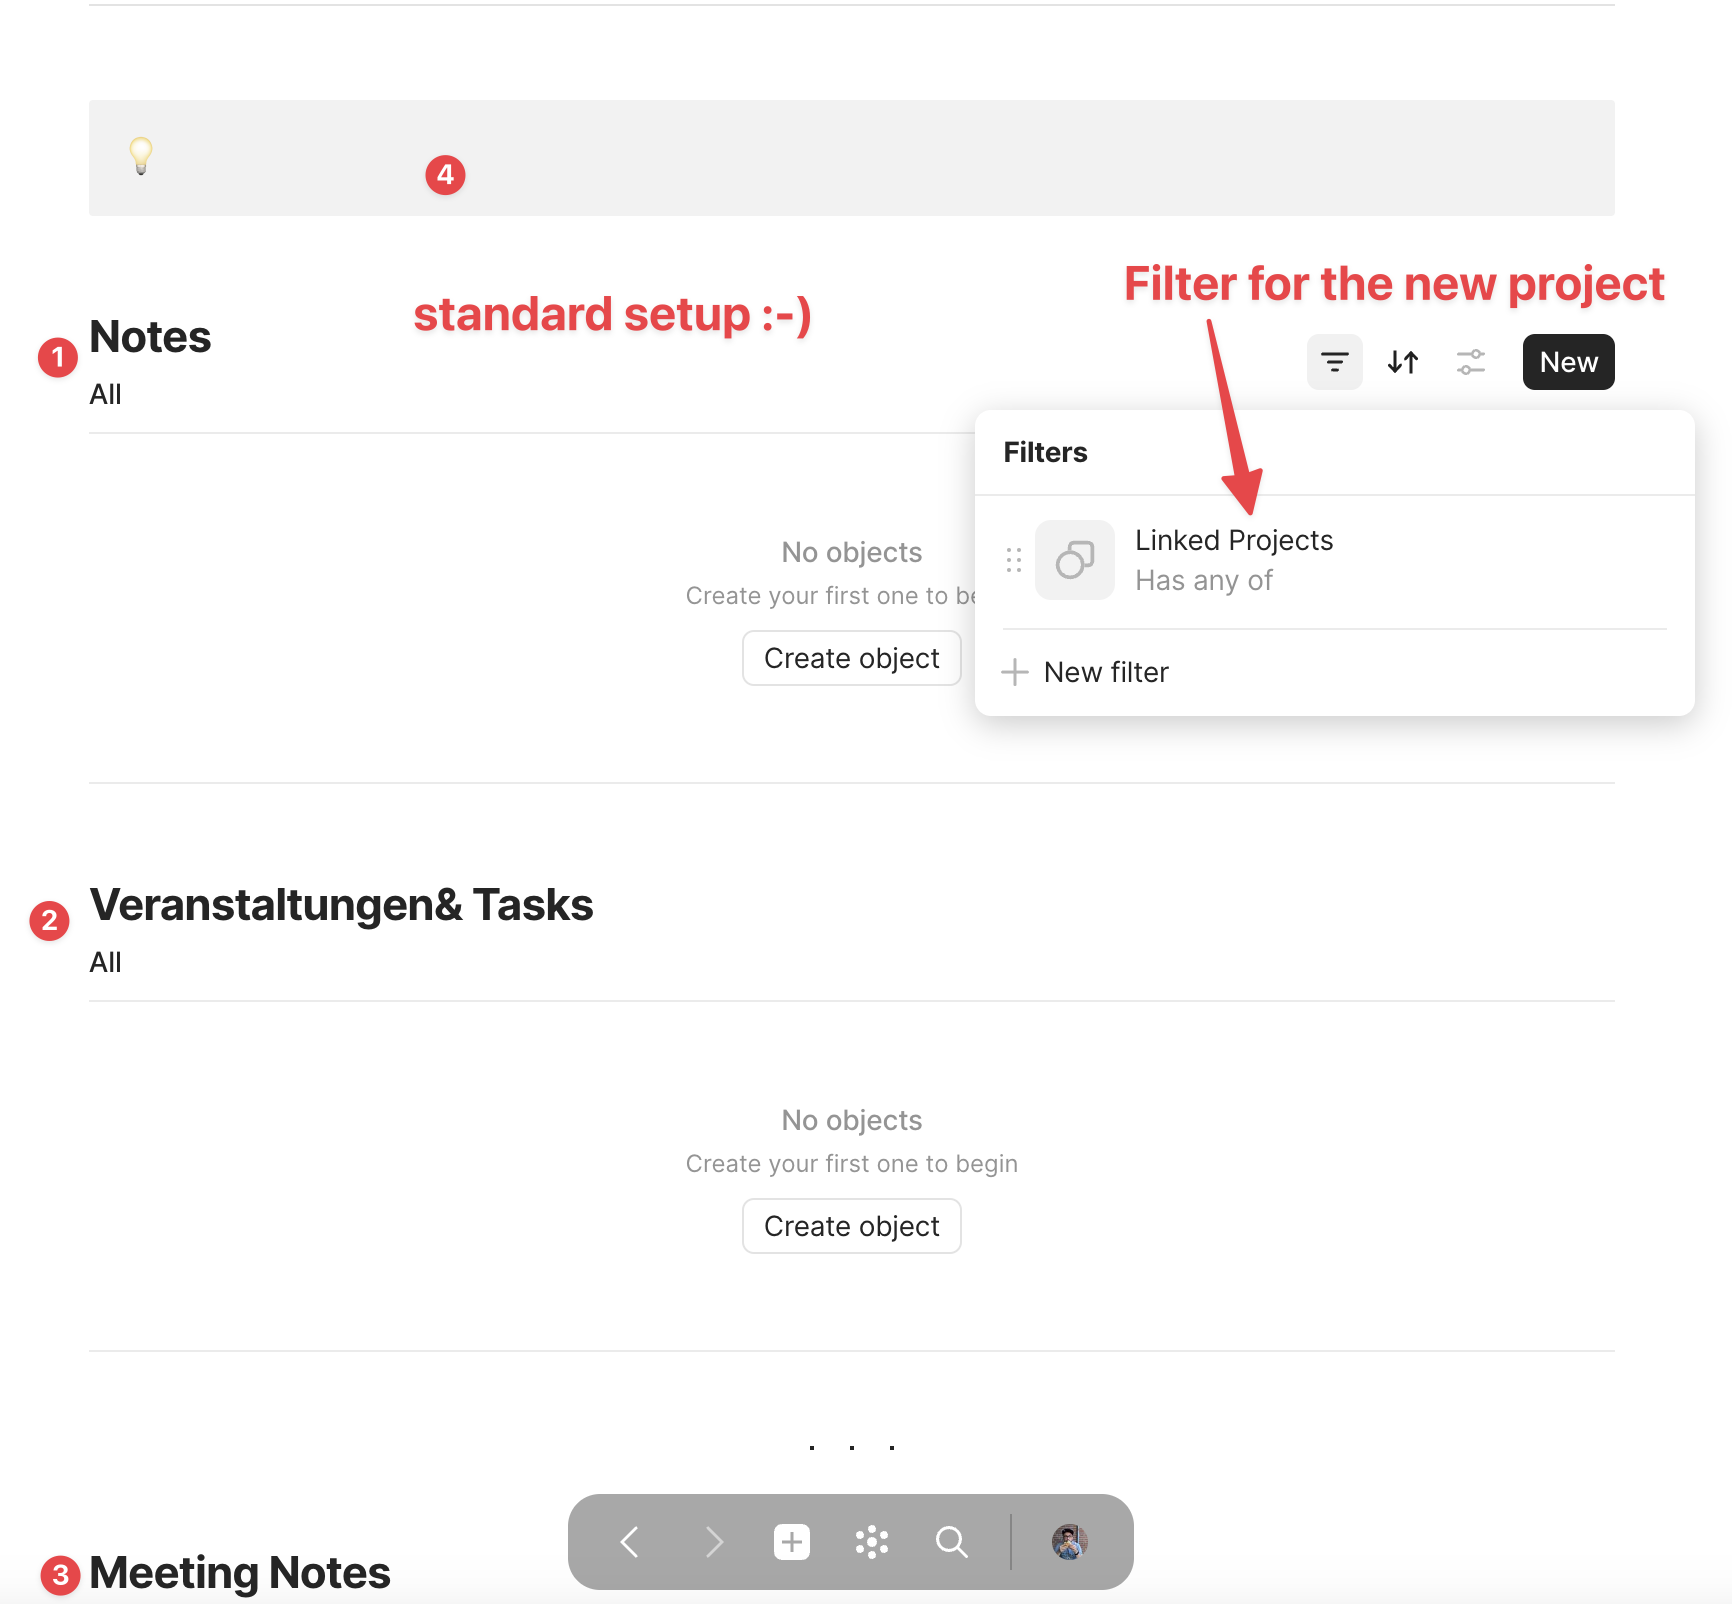 4
Filter for the new project
standard setup :-)
1
Notes
New
All
Filters
Linked Projects
Has any of
No objects
Create your first one to be
Create object
New filter
2
Veranstaltungen& Tasks
All
No objects
Create your first one to begin
Create object
. . .
3
Meeting Notes